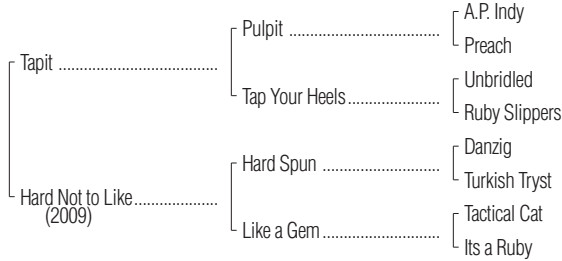 A.P. Indy
Pulpit ................................
Preach
Tapit ......................................
Unbridled
Tap Your Heels....................
Ruby Slippers
Danzig
Hard Spun .........................
Turkish Tryst
Hard Not to Like...................
(2009)
Tactical Cat
Like a Gem.........................
Its a Ruby